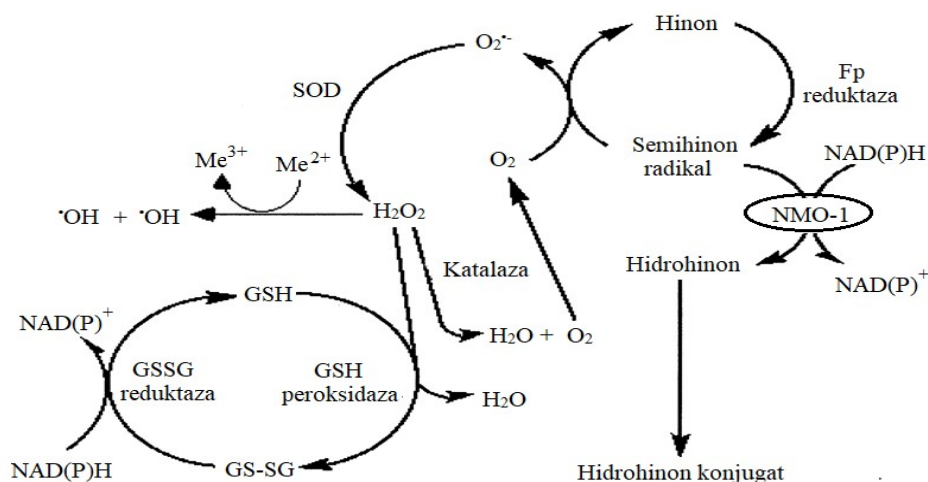 O₂•-
Hinon
SOD
Fp
reduktaza
Me³⁺
Me²⁺
O₂
Semihinon
radikal
NAD(P)H
•OH + •OH
H₂O₂
NMO-1
Katalaza
Hidrohinon
NAD(P)⁺
GSH
NAD(P)⁺
H₂O + O₂
GSSG
reduktaza
GSH
peroksidaza
H₂O
NAD(P)H
GS-SG
Hidrohinon konjugat
.